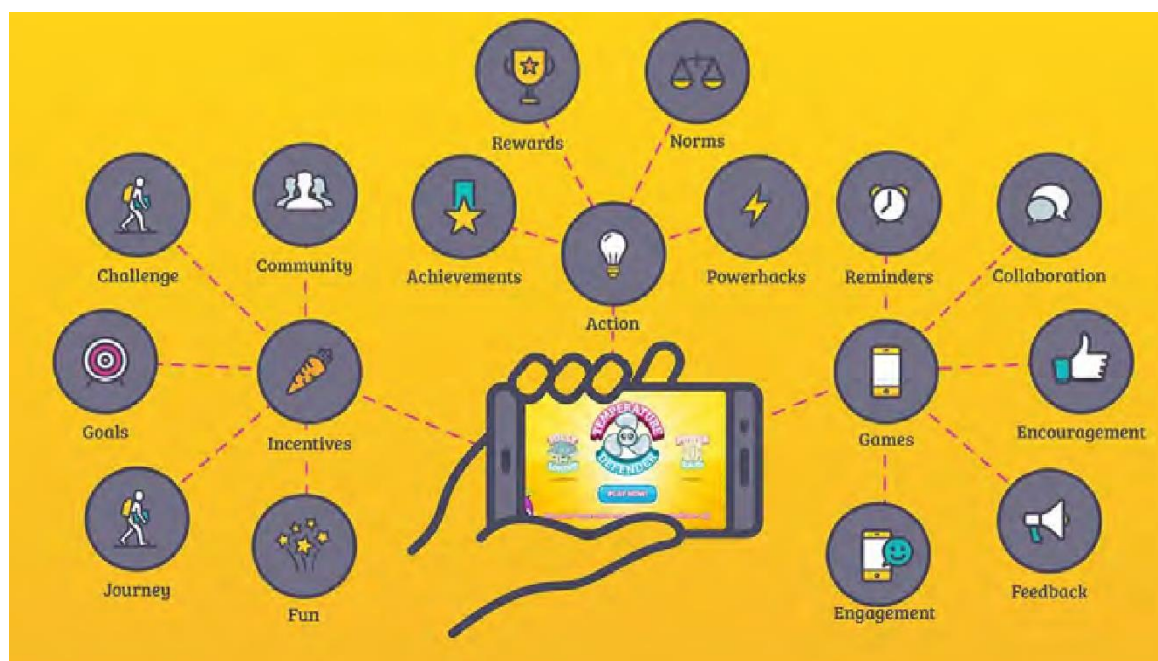 Rewards
Norms
Challenge
Community
Achievements
Powerhacks
Reminders
Collaboration
Action
Goals
Incentives
Games
Encouragement
TEMPERATURE
DEFENDER
PLAY NOW!
Journey
Fun
Engagement
Feedback